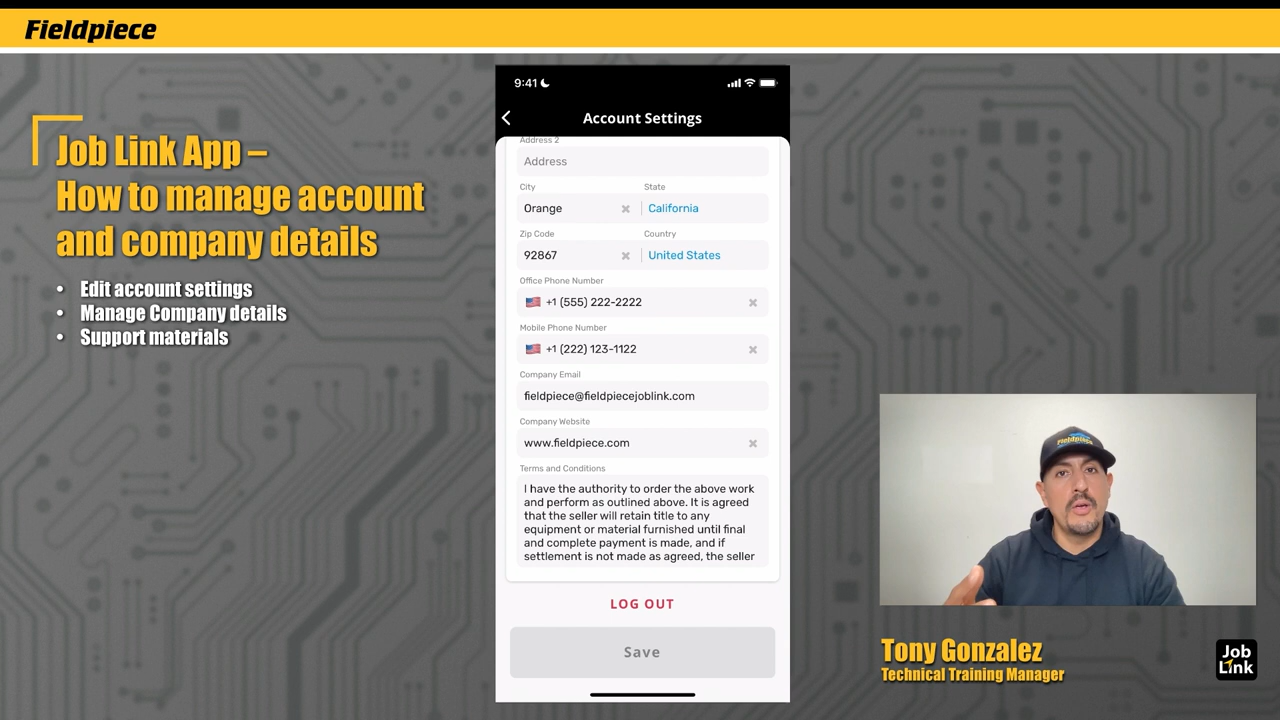 Fieldpiece
Job Link App –
How to manage account
and company details
• Edit account settings
• Manage Company details
• Support materials
9:41
Account Settings
Address 2
Address
City State
Orange California
Zip Code Country
92867 United States
Office Phone Number
+1 (555) 222-2222
Mobile Phone Number
+1 (222) 123-1122
Company Email
fieldpiece@fieldpiecejoblink.com
Company Website
www.fieldpiece.com
Terms and Conditions
I have the authority to order the above work
and perform as outlined above. It is agreed
that the seller will retain title to any
equipment or material furnished until final
and complete payment is made, and if
settlement is not made as agreed, the seller
LOG OUT
Save
Fieldpiece
Tony Gonzalez
Technical Training Manager
Job
Link